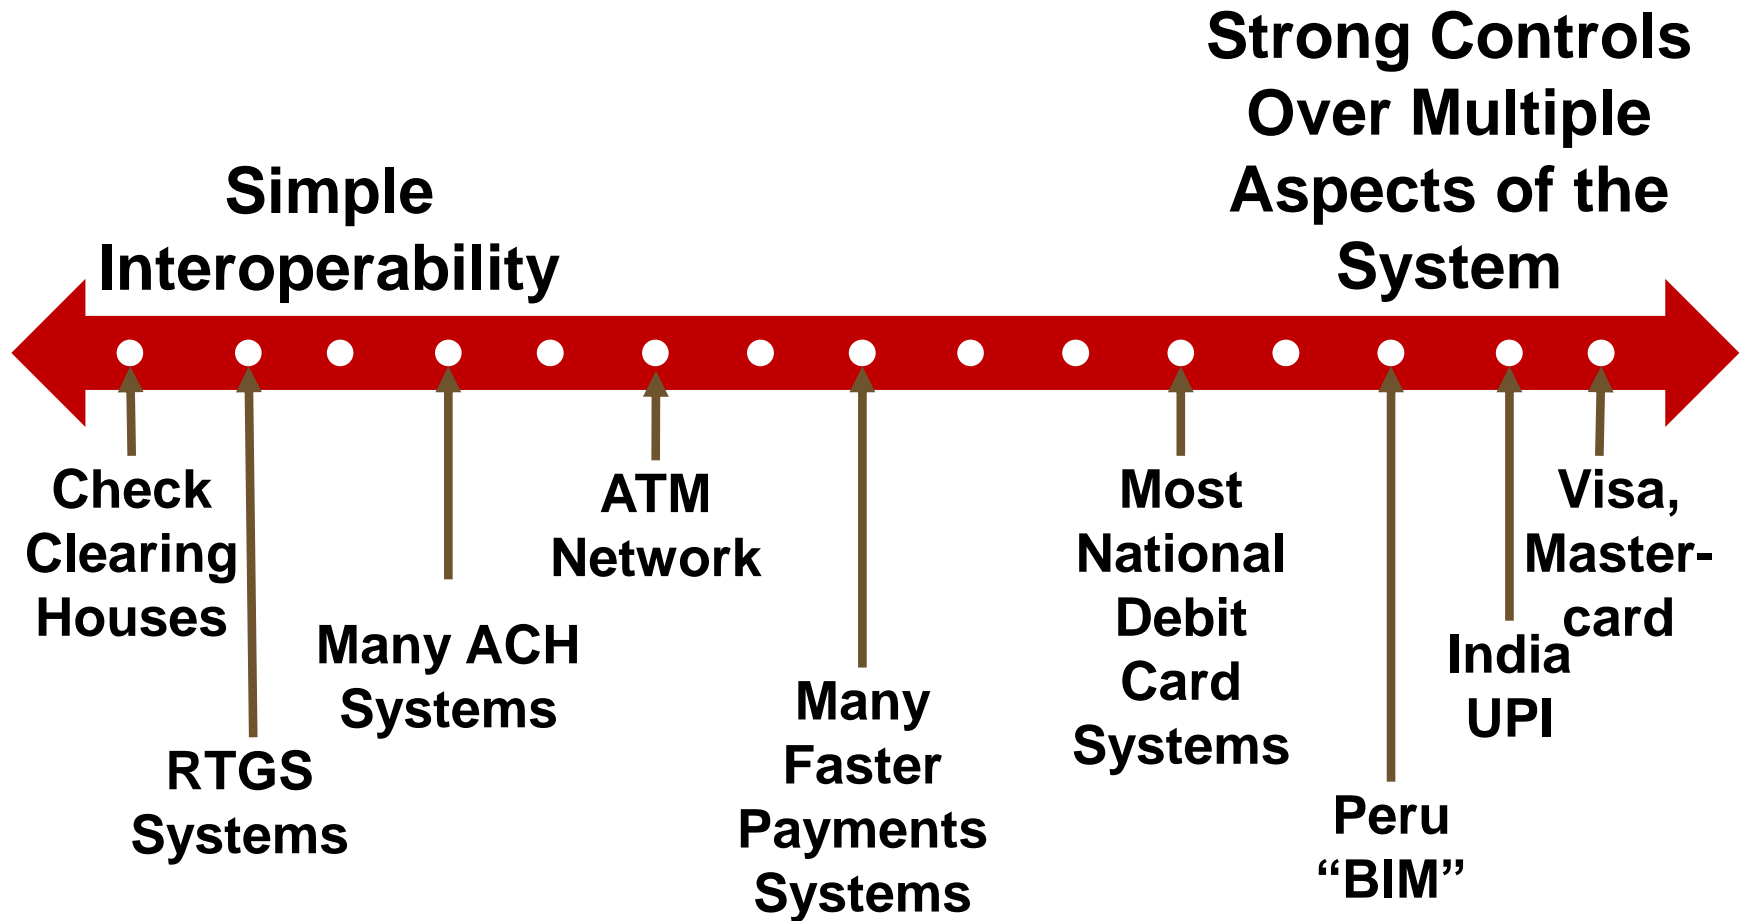 Simple
Interoperability
Strong Controls
Over Multiple
Aspects of the
System
Check
Clearing
Houses
RTGS
Systems
Many ACH
Systems
ATM
Network
Many
Faster
Payments
Systems
Most
National
Debit
Card
Systems
Peru
“BIM”
India
UPI
Visa,
Master-
card